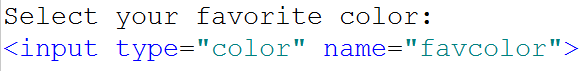 Select your favorite color:
<input type="color" name="favcolor">